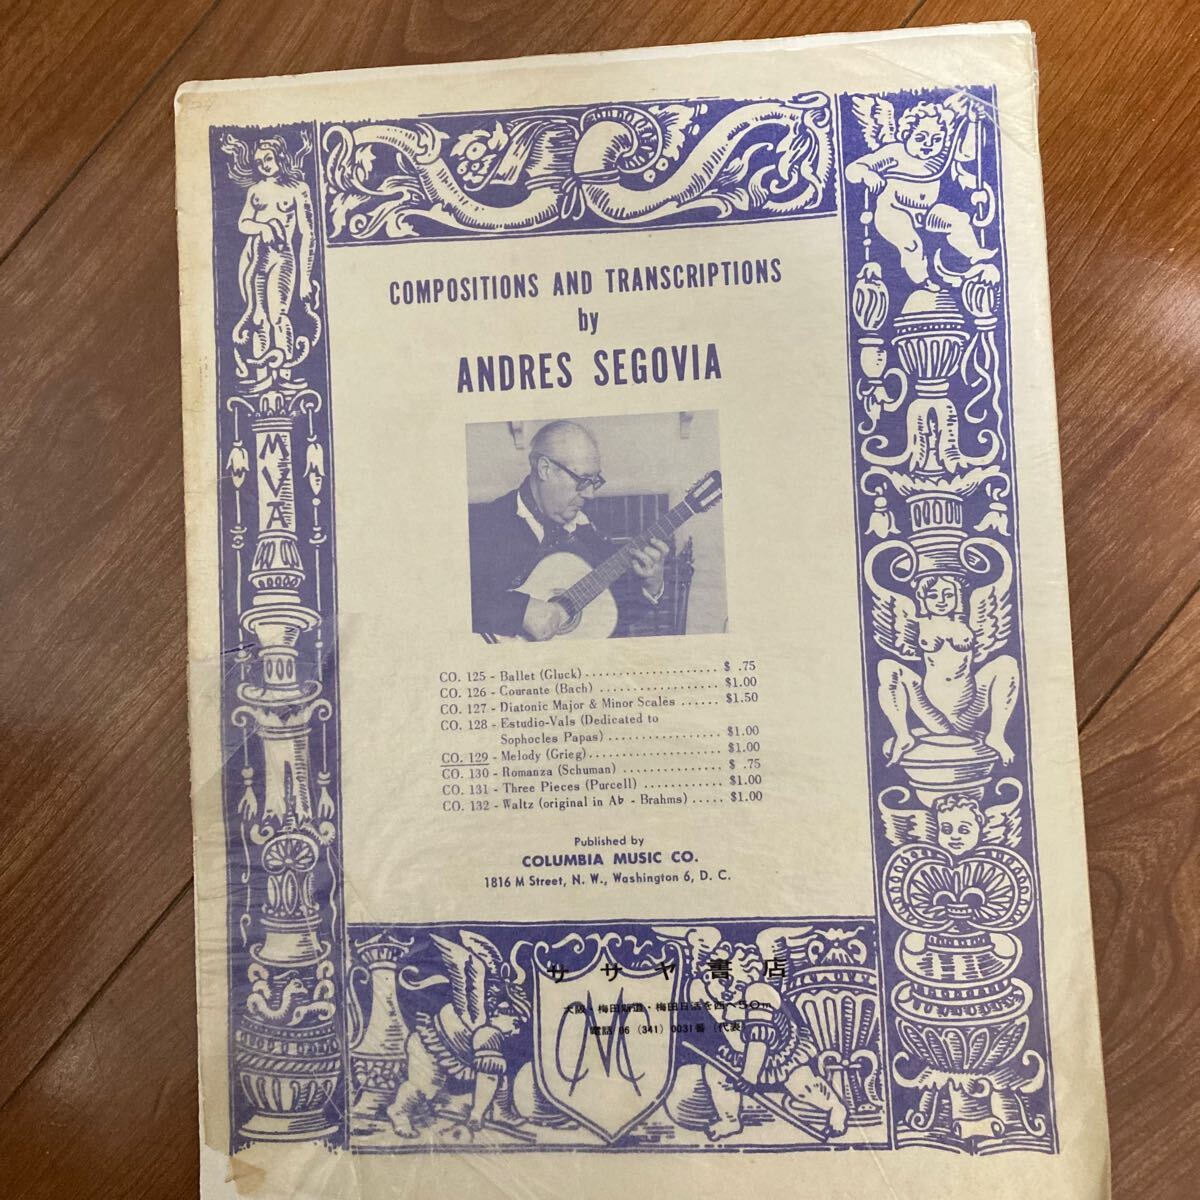 COMPOSITIONS AND TRANSCRIPTIONS
by
ANDRES SEGOVIA
M
V
A
A
CO. 125 - Ballet (Gluck) .................... $ .75
CO. 126 - Courante (Bach) .................. $1.00
CO. 127 - Diatonic Major & Minor Scales ...... $1.50
CO. 128 - Estudio-Vals (Dedicated to
Sophocles Papas) ................. $1.00
CO. 129 - Melody (Grieg) .................... $1.00
CO. 130 - Romanza (Schuman) ............... $ .75
CO. 131 - Three Pieces (Purcell) ............ $1.00
CO. 132 - Waltz (original in A♭ - Brahms) ..... $1.00
Published by
COLUMBIA MUSIC CO.
1816 M Street, N. W., Washington 6, D. C.
ササヤ書店
大阪・梅田新道・梅田日活を西へ50m
電話 06 (341) 0031番 (代表)